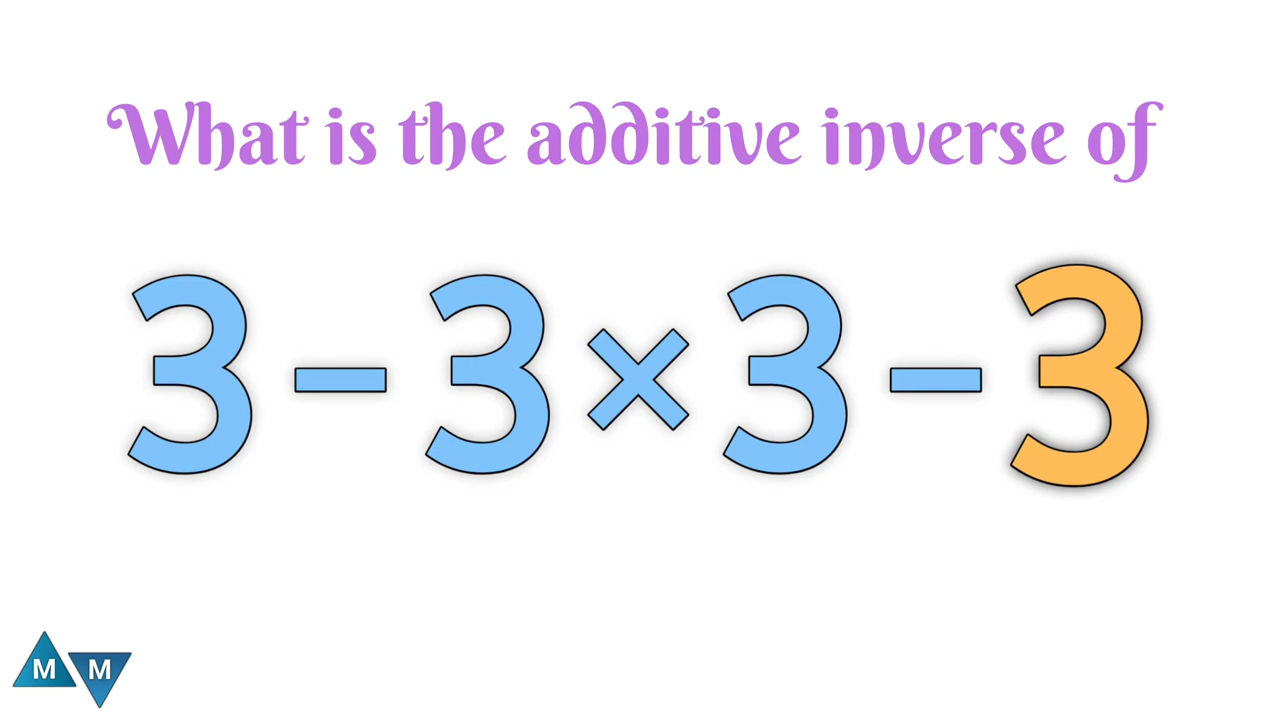 What is the additive inverse of
3 − 3 × 3 − 3
M M